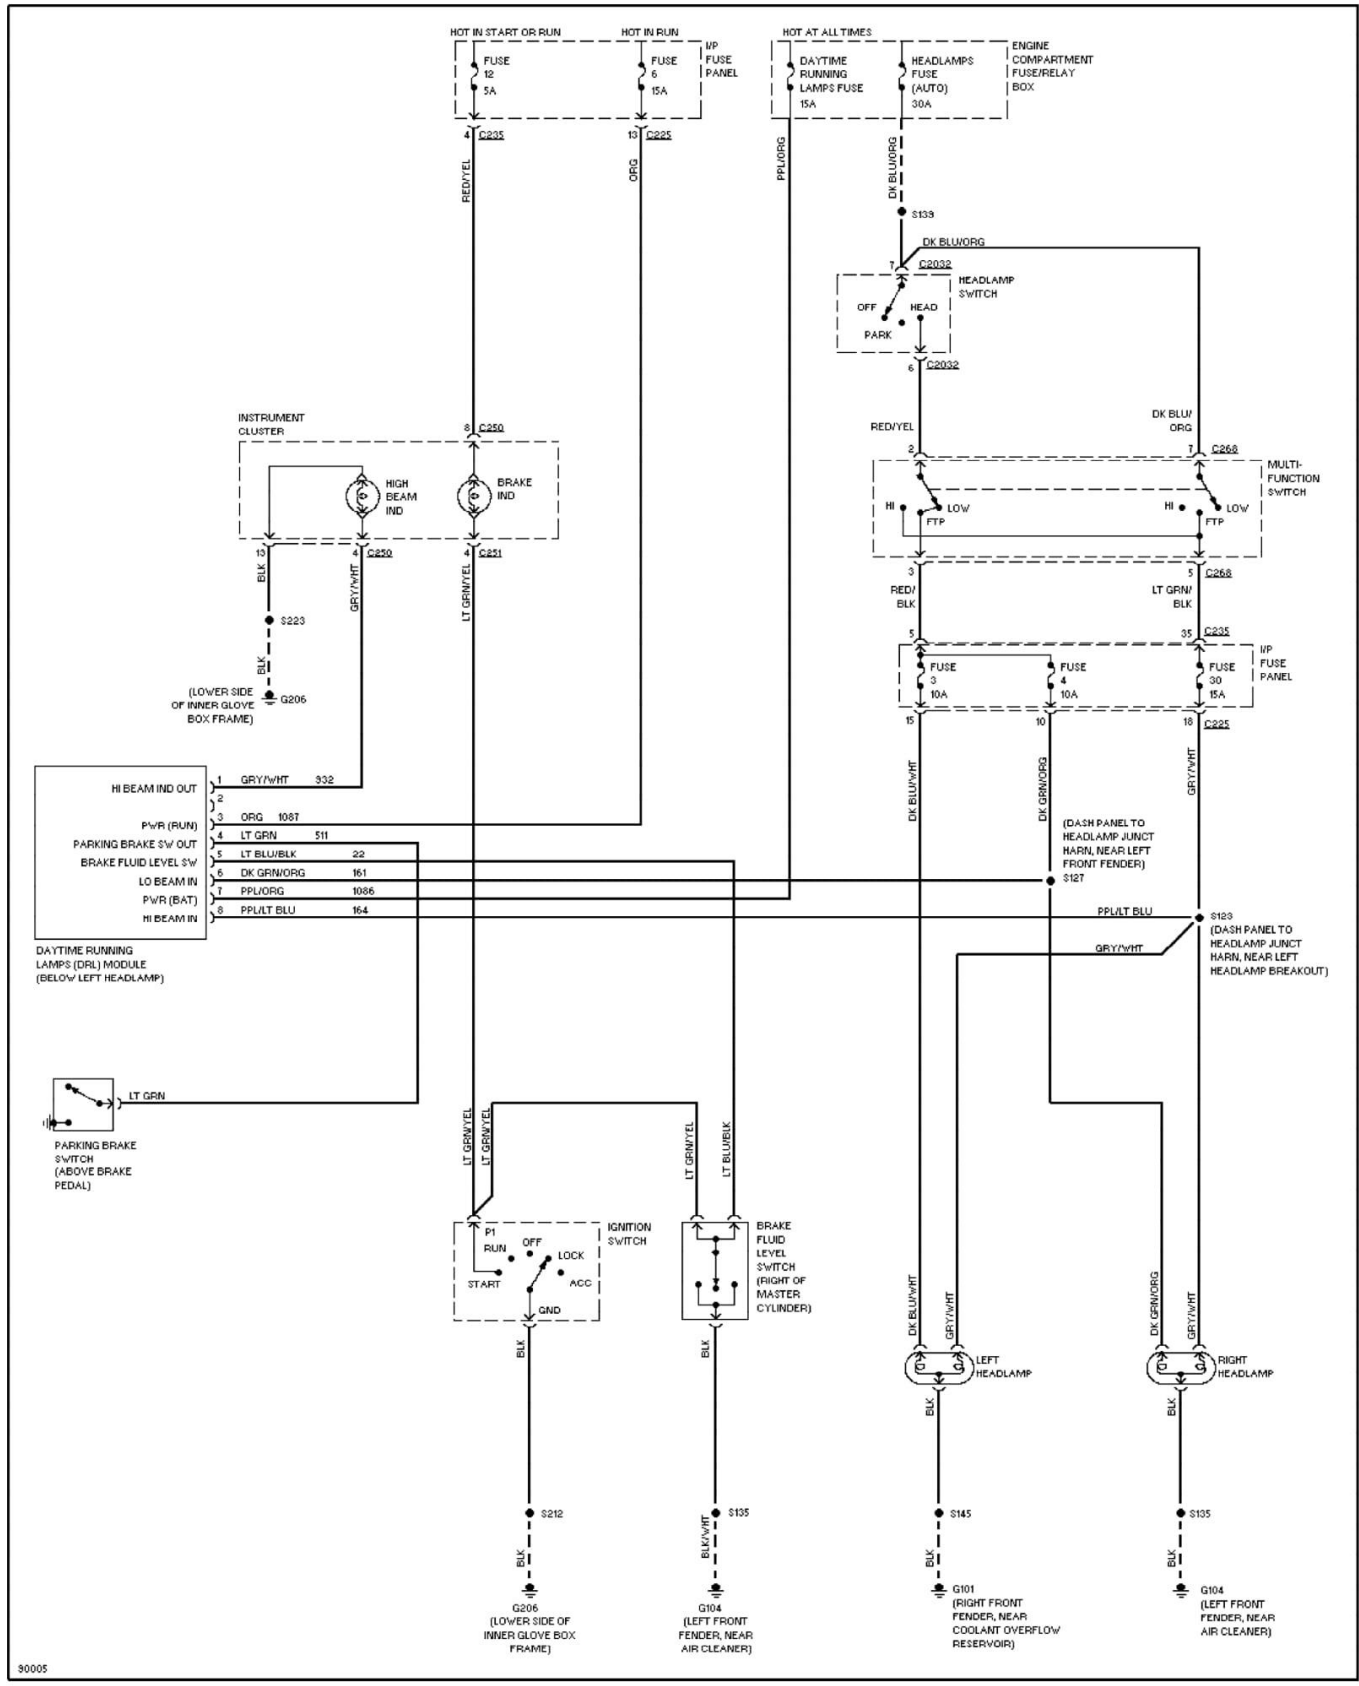 HOT IN START OR RUN
HOT IN RUN
HOT AT ALL TIMES
FUSE
12
5A
FUSE
6
15A
I/P
FUSE
PANEL
DAYTIME
RUNNING
LAMPS FUSE
15A
HEADLAMPS
FUSE
(AUTO)
30A
ENGINE
COMPARTMENT
FUSE/RELAY
BOX
4 C235
13 C225
RED/YEL
ORG
PPL/ORG
DK BLU/ORG
S139
DK BLU/ORG
7 C2032
HEADLAMP
SWITCH
OFF
HEAD
PARK
6 C2032
RED/YEL
DK BLU/
ORG
INSTRUMENT
CLUSTER
8 C250
HIGH
BEAM
IND
BRAKE
IND
13
4 C250
4 C251
2
7 C268
MULTI-
FUNCTION
SWITCH
HI
LOW
FTP
HI
LOW
FTP
3
5 C268
BLK
GRY/WHT
LT GRN/YEL
RED/
BLK
LT GRN/
BLK
S223
BLK
(LOWER SIDE
OF INNER GLOVE
BOX FRAME)
G206
5
35 C235
FUSE
3
10A
FUSE
4
10A
FUSE
30
15A
I/P
FUSE
PANEL
15
10
18 C225
DK BLU/WHT
DK GRN/ORG
GRY/WHT
HI BEAM IND OUT
1 GRY/WHT 932
2
PWR (RUN)
3 ORG 1087
PARKING BRAKE SW OUT
4 LT GRN 511
BRAKE FLUID LEVEL SW
5 LT BLU/BLK 22
LO BEAM IN
6 DK GRN/ORG 161
PWR (BAT)
7 PPL/ORG 1086
HI BEAM IN
8 PPL/LT BLU 164
DAYTIME RUNNING
LAMPS (DRL) MODULE
(BELOW LEFT HEADLAMP)
(DASH PANEL TO
HEADLAMP JUNCT
HARN, NEAR LEFT
FRONT FENDER)
S127
PPL/LT BLU
GRY/WHT
S123
(DASH PANEL TO
HEADLAMP JUNCT
HARN, NEAR LEFT
HEADLAMP BREAKOUT)
LT GRN
PARKING BRAKE
SWITCH
(ABOVE BRAKE
PEDAL)
LT GRN/YEL
LT GRN/YEL
LT GRN/YEL
LT BLU/BLK
P1
RUN
OFF
LOCK
START
ACC
GND
IGNITION
SWITCH
BRAKE
FLUID
LEVEL
SWITCH
(RIGHT OF
MASTER
CYLINDER)
DK BLU/WHT
GRY/WHT
DK GRN/ORG
GRY/WHT
LEFT
HEADLAMP
RIGHT
HEADLAMP
BLK
BLK
BLK
BLK
S212
S135
S145
S135
BLK
BLK/WHT
BLK
BLK
G206
(LOWER SIDE OF
INNER GLOVE BOX
FRAME)
G104
(LEFT FRONT
FENDER, NEAR
AIR CLEANER)
G101
(RIGHT FRONT
FENDER, NEAR
COOLANT OVERFLOW
RESERVOIR)
G104
(LEFT FRONT
FENDER, NEAR
AIR CLEANER)
90005